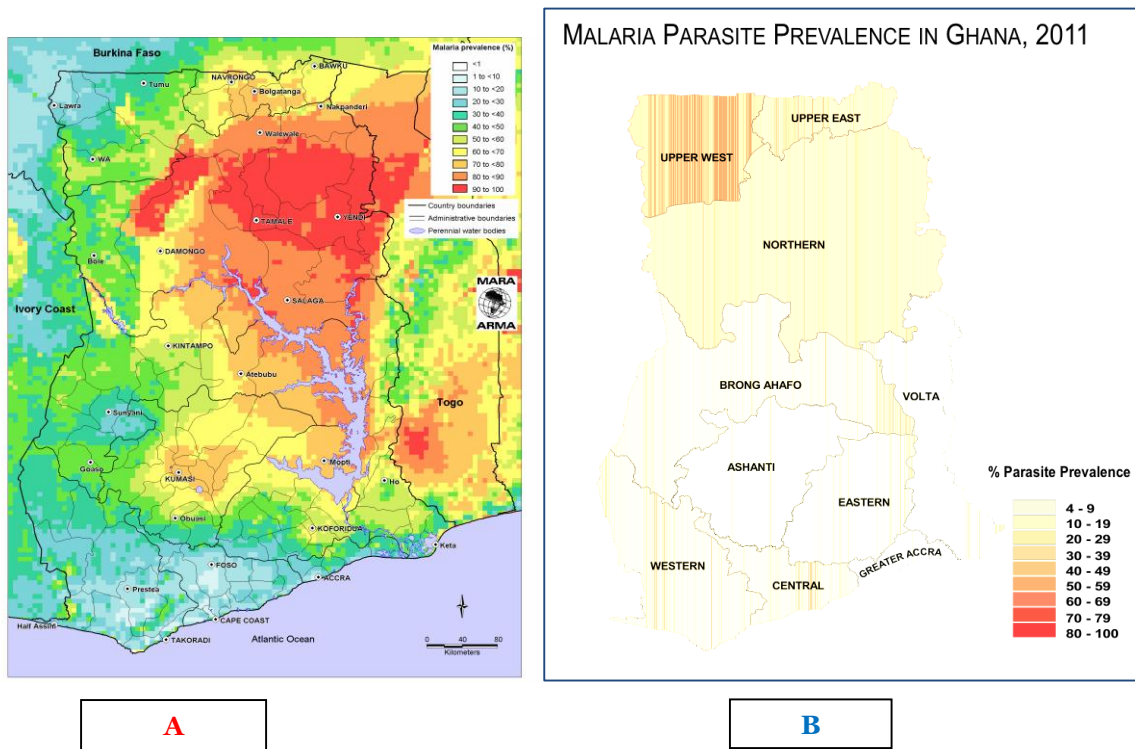 Burkina Faso
BAWKU
NAVRONGO
Tumu
Bolgatanga
Lawra
Nakpanderi
Walewale
WA
TAMALE
YENDI
DAMONGO
Bole
SALAGA
Ivory Coast
KINTAMPO
Atebubu
Togo
Sunyani
Goaso
Mopti
KUMASI
Ho
Obuasi
KOFORIDUA
Keta
FOSO
ACCRA
Prestea
CAPE COAST
Half Assini
TAKORADI
Atlantic Ocean
Malaria prevalence (%)
<1
1 to <10
10 to <20
20 to <30
30 to <40
40 to <50
50 to <60
60 to <70
70 to <80
80 to <90
90 to 100
Country boundaries
Administrative boundaries
Perennial water bodies
MARA
ARMA
0 40 80
Kilometers
A
MALARIA PARASITE PREVALENCE IN GHANA, 2011
UPPER EAST
UPPER WEST
NORTHERN
BRONG AHAFO
VOLTA
ASHANTI
EASTERN
WESTERN
CENTRAL
GREATER ACCRA
% Parasite Prevalence
4 - 9
10 - 19
20 - 29
30 - 39
40 - 49
50 - 59
60 - 69
70 - 79
80 - 100
B